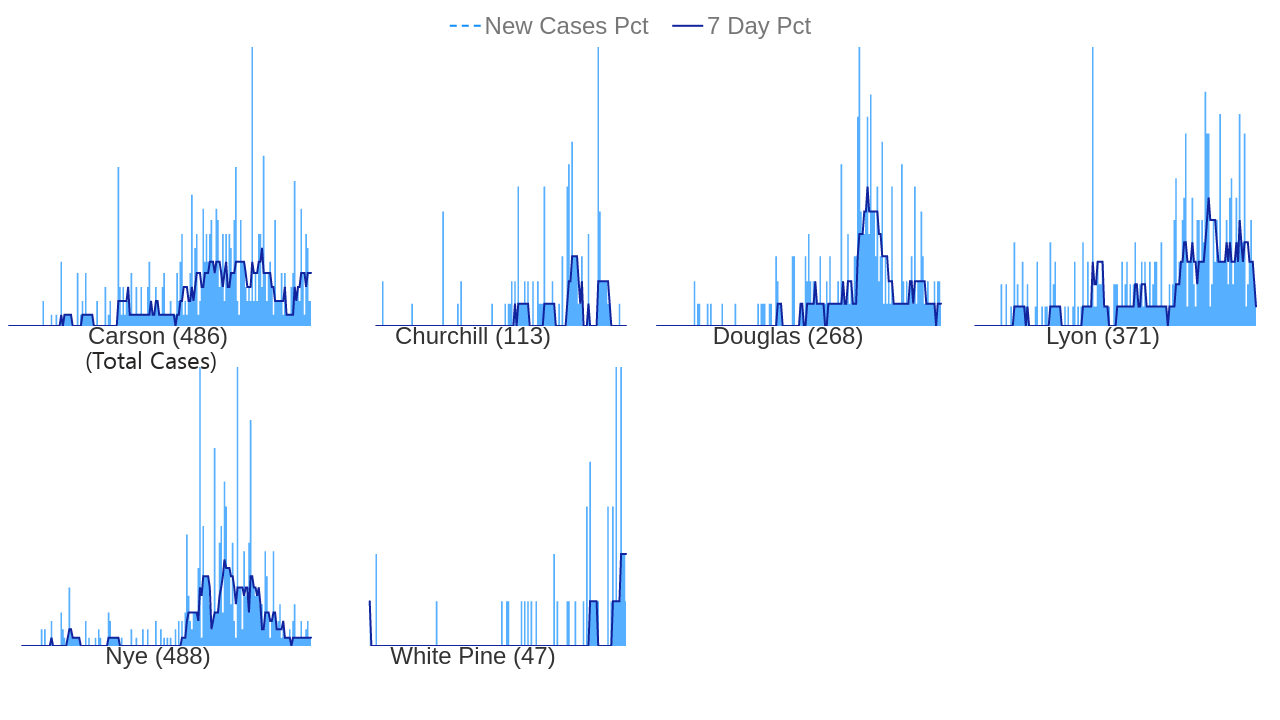 New Cases Pct 7 Day Pct
Carson (486) Churchill (113) Douglas (268) Lyon (371)
(Total Cases)
Nye (488) White Pine (47)